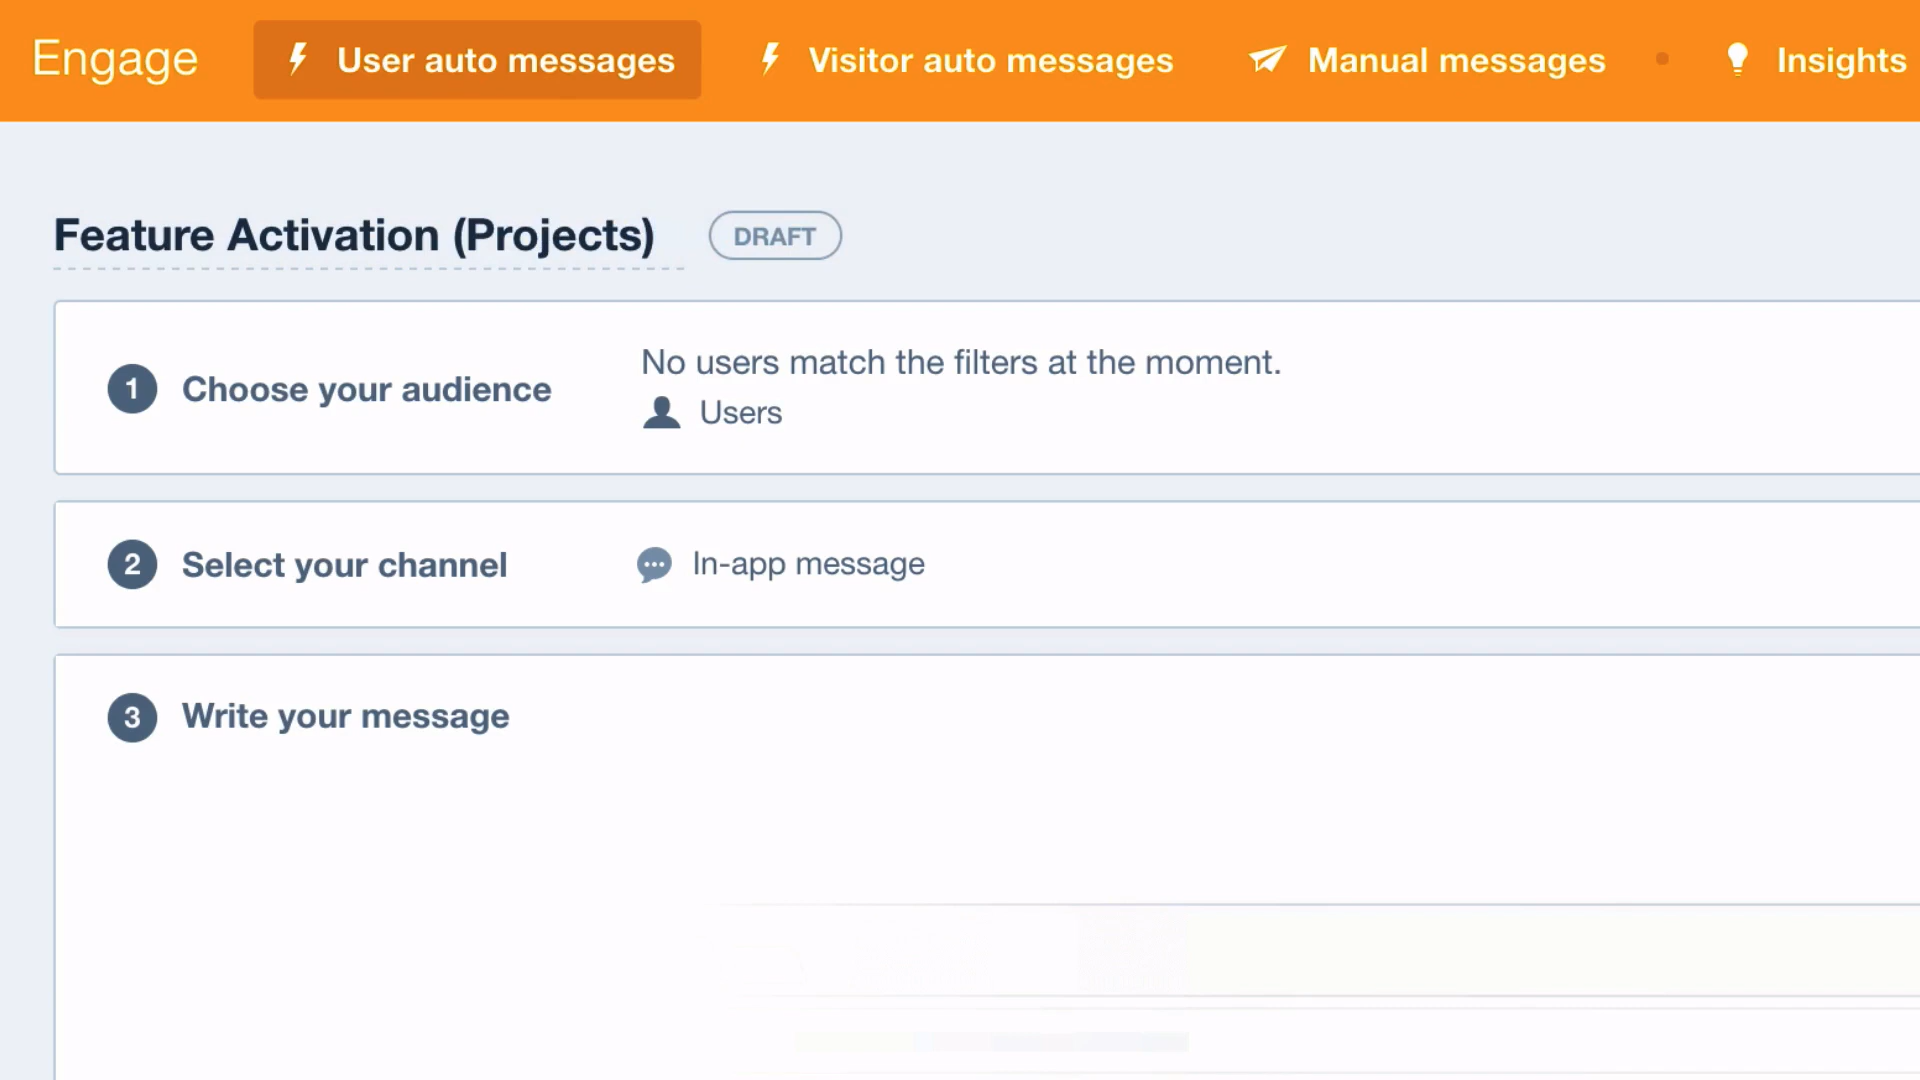 Engage User auto messages Visitor auto messages Manual messages Insights
Feature Activation (Projects) DRAFT
1 Choose your audience
No users match the filters at the moment.
Users
2 Select your channel In-app message
3 Write your message